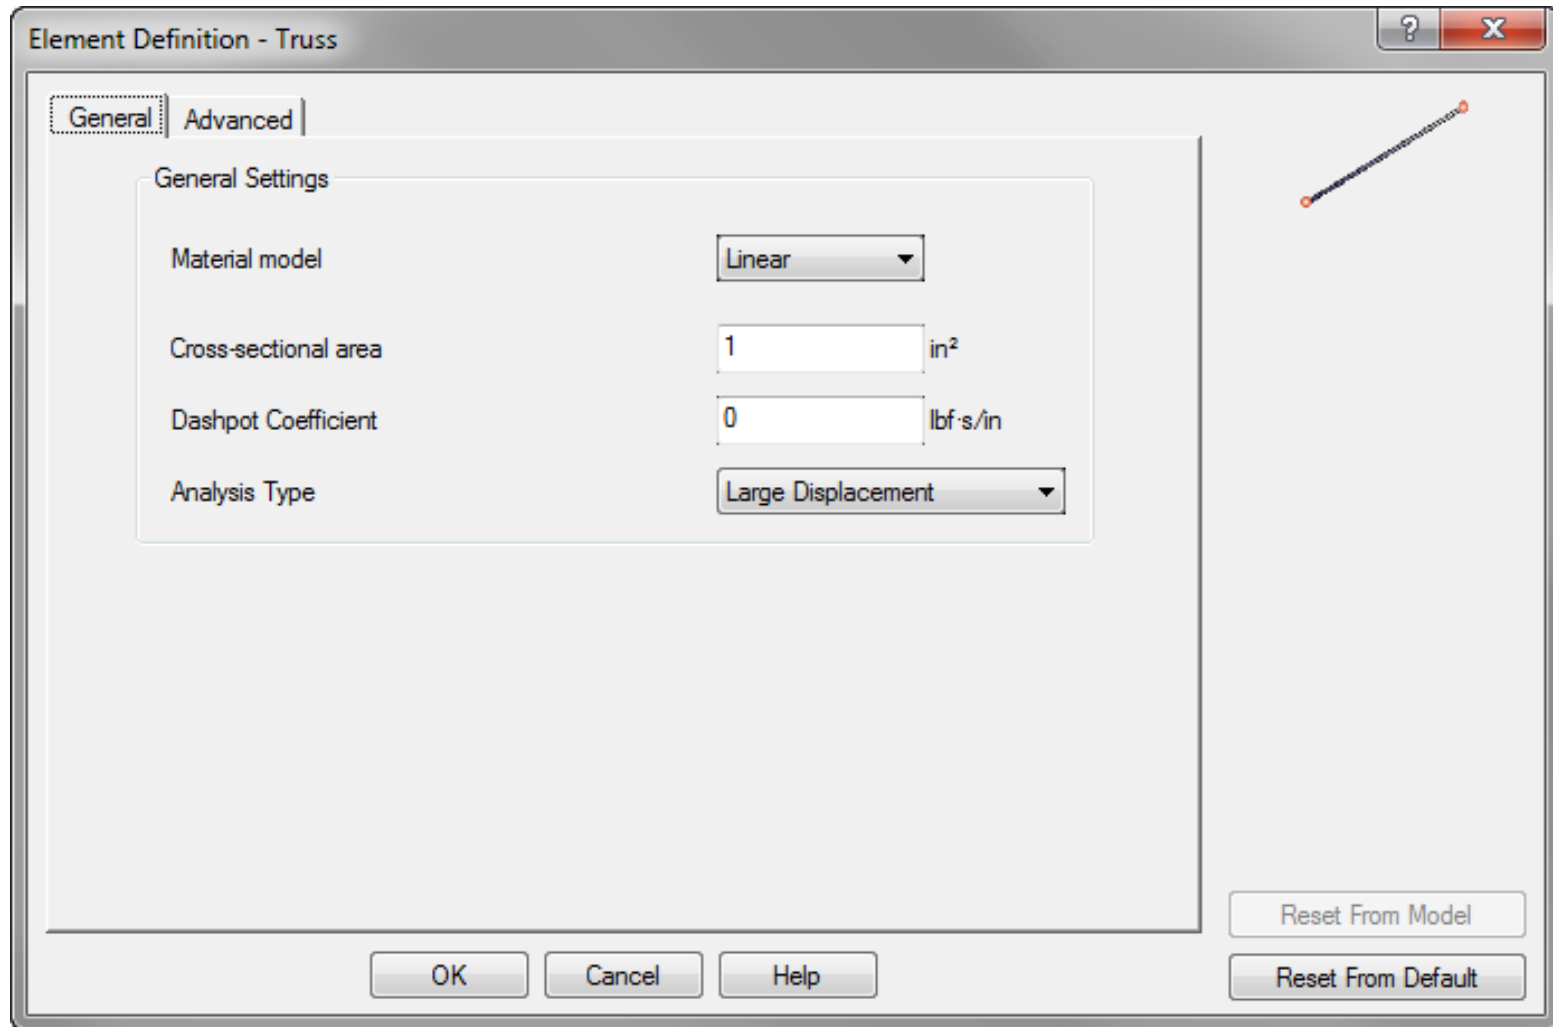 Element Definition - Truss
?
X
General Advanced
General Settings
Material model Linear
Cross-sectional area 1 in²
Dashpot Coefficient 0 lbf·s/in
Analysis Type Large Displacement
Reset From Model
OK Cancel Help Reset From Default